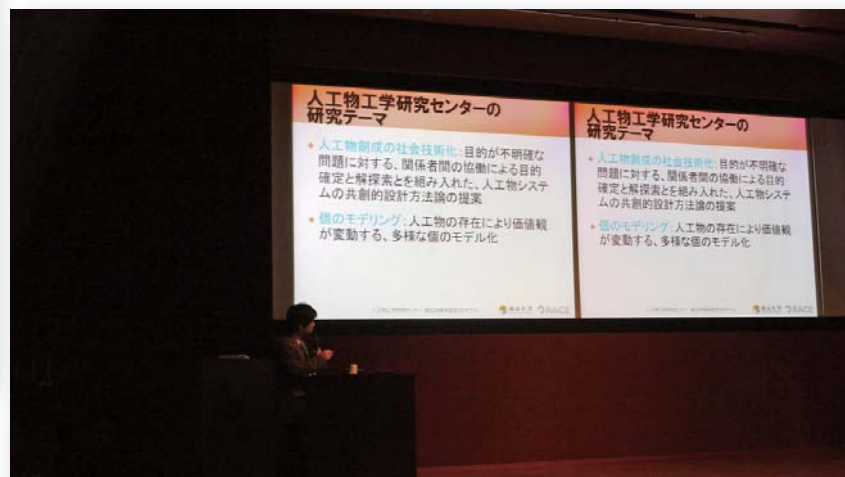 人工物工学研究センターの
研究テーマ
人工物創成の社会技術化:目的が不明確な
問題に対する、関係者間の協働による目的
確定と解探索とを組み入れた、人工物システ
ムの共創的設計方法論の提案
個のモデリング:人工物の存在により価値観
が変動する、多様な個のモデル化
東京大学 RACE
人工物工学研究センターの
研究テーマ
人工物創成の社会技術化:目的が不明確な
問題に対する、関係者間の協働による目的
確定と解探索とを組み入れた、人工物システ
ムの共創的設計方法論の提案
個のモデリング:人工物の存在により価値観
が変動する、多様な個のモデル化
東京大学 RACE